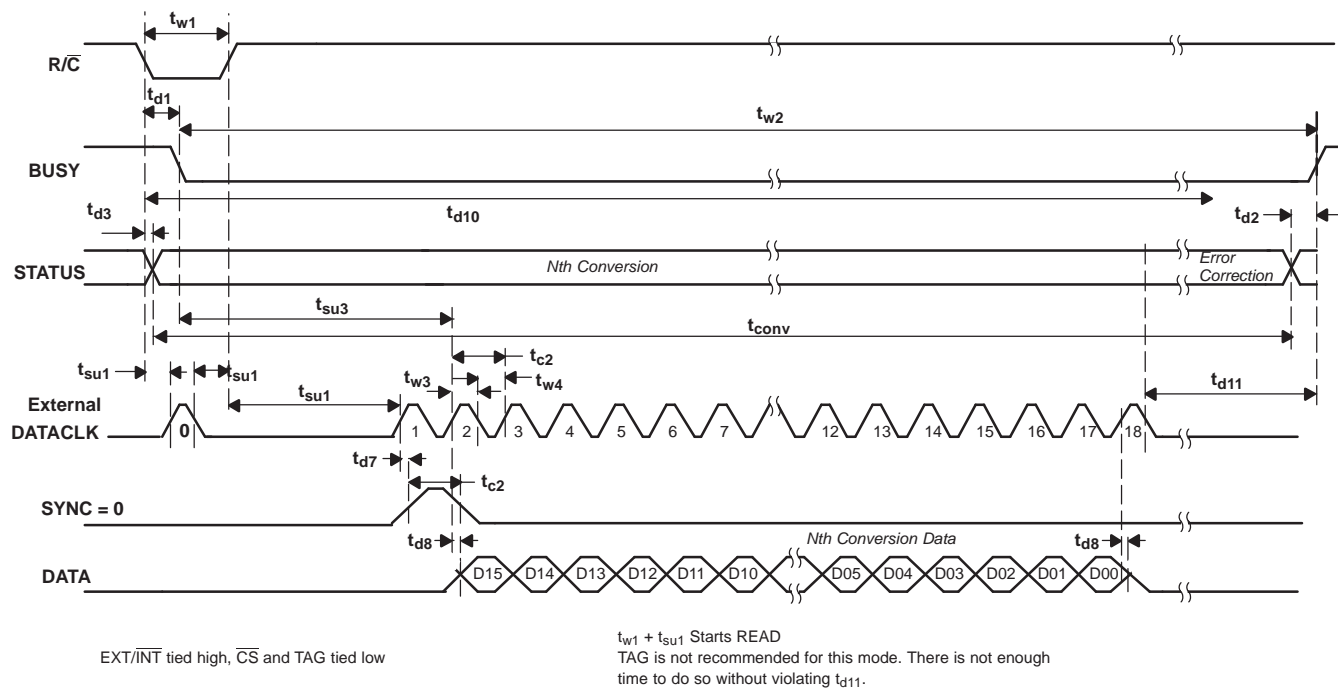 tw1
R/C
td1
tw2
BUSY
td3
td10
td2
STATUS
Nth Conversion
Error
Correction
tsu3
tconv
tc2
tsu1
tsu1
tw3
tw4
tsu1
td11
External
DATACLK
0
1 2 3 4 5 6 7 12 13 14 15 16 17 18
td7
tc2
SYNC = 0
td8
Nth Conversion Data
td8
DATA
D15 D14 D13 D12 D11 D10 D05 D04 D03 D02 D01 D00
EXT/INT tied high, CS and TAG tied low
tw1 + tsu1 Starts READ
TAG is not recommended for this mode. There is not enough
time to do so without violating td11.